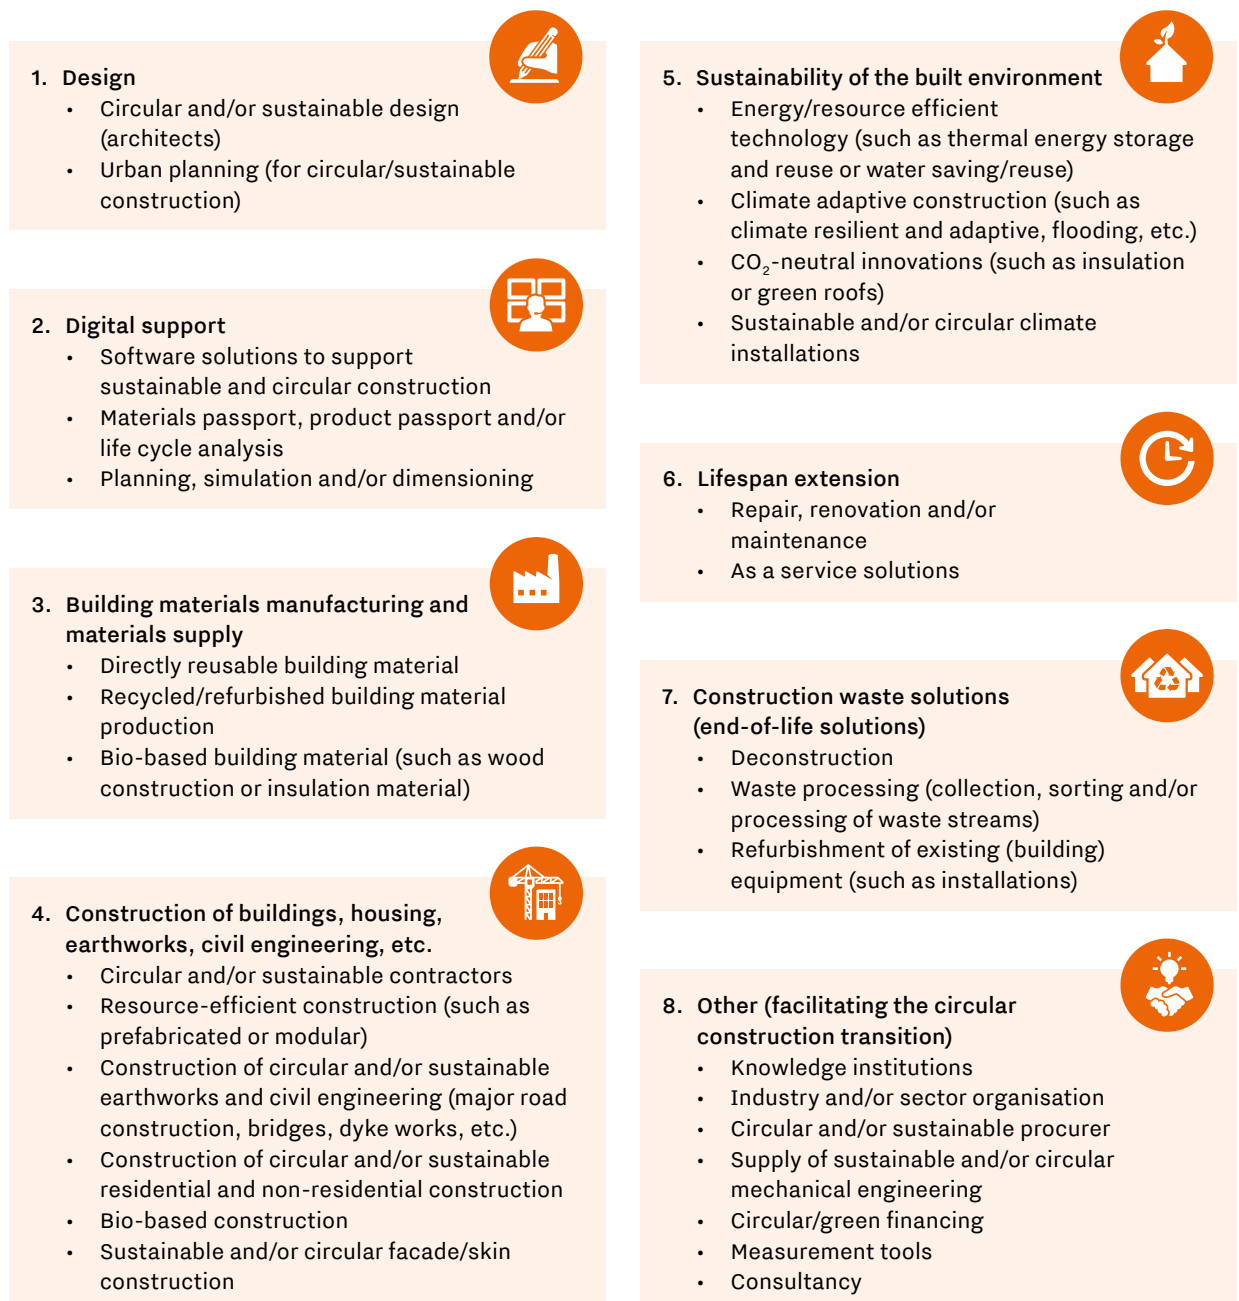 1. Design
• Circular and/or sustainable design
(architects)
• Urban planning (for circular/sustainable
construction)
2. Digital support
• Software solutions to support
sustainable and circular construction
• Materials passport, product passport and/or
life cycle analysis
• Planning, simulation and/or dimensioning
3. Building materials manufacturing and
materials supply
• Directly reusable building material
• Recycled/refurbished building material
production
• Bio-based building material (such as wood
construction or insulation material)
4. Construction of buildings, housing,
earthworks, civil engineering, etc.
• Circular and/or sustainable contractors
• Resource-efficient construction (such as
prefabricated or modular)
• Construction of circular and/or sustainable
earthworks and civil engineering (major road
construction, bridges, dyke works, etc.)
• Construction of circular and/or sustainable
residential and non-residential construction
• Bio-based construction
• Sustainable and/or circular facade/skin
construction
5. Sustainability of the built environment
• Energy/resource efficient
technology (such as thermal energy storage
and reuse or water saving/reuse)
• Climate adaptive construction (such as
climate resilient and adaptive, flooding, etc.)
• CO₂-neutral innovations (such as insulation
or green roofs)
• Sustainable and/or circular climate
installations
6. Lifespan extension
• Repair, renovation and/or
maintenance
• As a service solutions
7. Construction waste solutions
(end-of-life solutions)
• Deconstruction
• Waste processing (collection, sorting and/or
processing of waste streams)
• Refurbishment of existing (building)
equipment (such as installations)
8. Other (facilitating the circular
construction transition)
• Knowledge institutions
• Industry and/or sector organisation
• Circular and/or sustainable procurer
• Supply of sustainable and/or circular
mechanical engineering
• Circular/green financing
• Measurement tools
• Consultancy